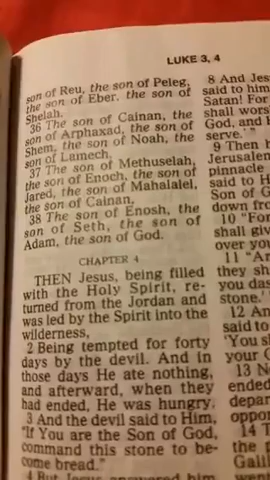 LUKE 3, 4
son of Reu, the son of Peleg,
the son of Eber. the son of
Shelah.
36 The son of Cainan, the
son of Arphaxad, the son of
Shem, the son of Noah, the
son of Lamech.
37 The son of Methuselah,
the son of Enoch, the son of
Jared, the son of Mahalalel,
the son of Cainan,
38 The son of Enosh, the
son of Seth, the son of
Adam, the son of God.
CHAPTER 4
THEN Jesus, being filled
with the Holy Spirit, re-
turned from the Jordan and
was led by the Spirit into the
wilderness,
2 Being tempted for forty
days by the devil. And in
those days He ate nothing,
and afterward, when they
had ended, He was hungry.
3 And the devil said to Him,
"If You are the Son of God,
command this stone to be-
come bread."
4 But Jesus answered him
8 And Jes
said to him
Satan! For
shall wors
God, and H
serve.'"
9 Then h
Jerusalem
pinnacle
said to H
Son of G
down fro
10 "For
shall giv
over you
11 "An
they sh
you das
stone.'
12 An
said to
'You s
your G
13 N
ended
depar
oppor
14 T
the p
Galil